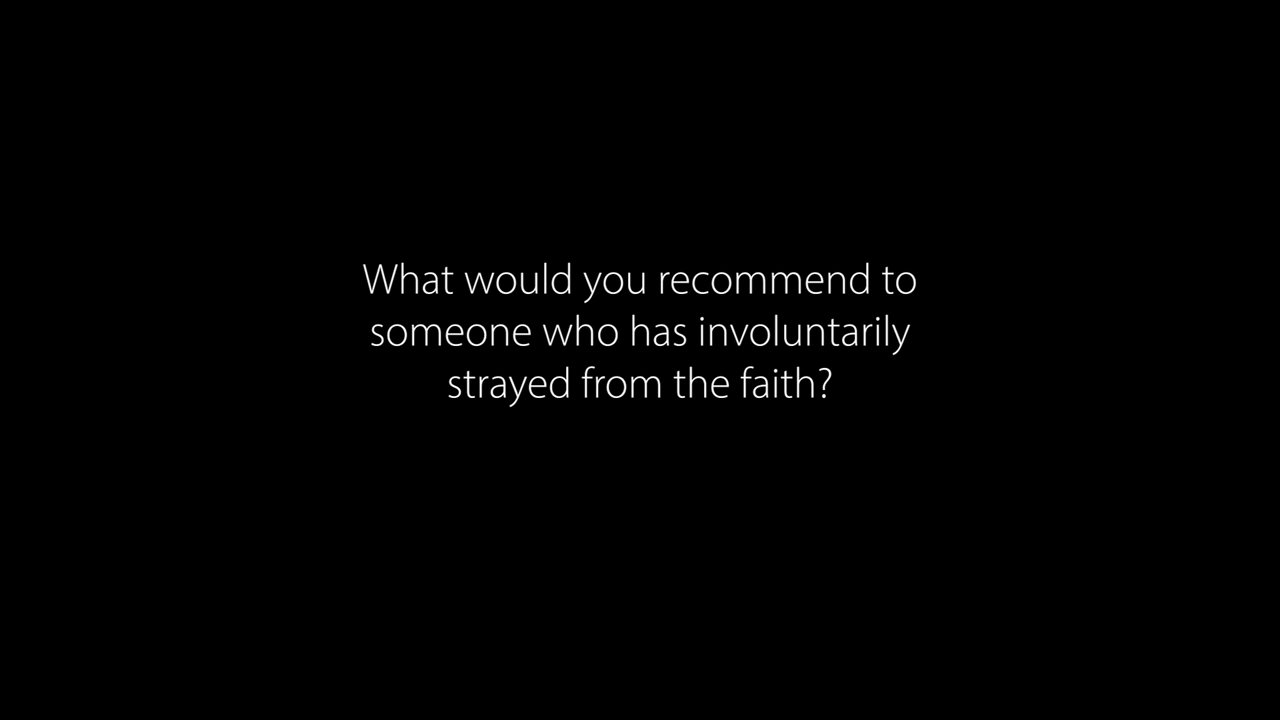 What would you recommend to
someone who has involuntarily
strayed from the faith?